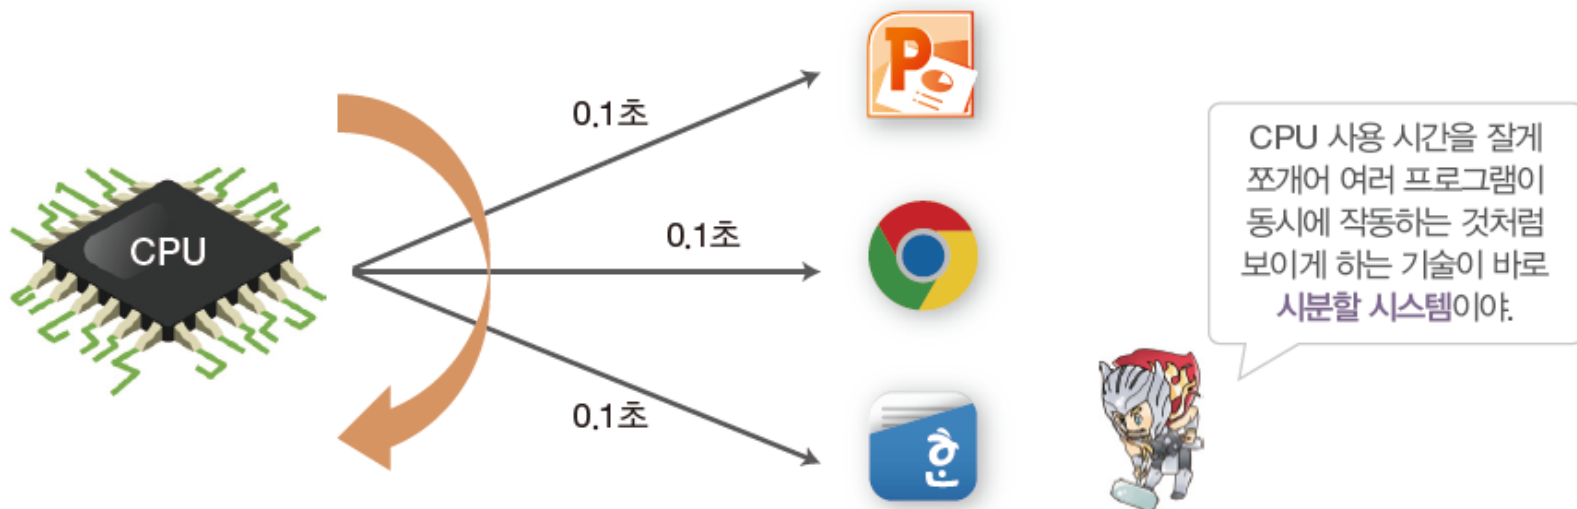 0.1초
CPU 사용 시간을 잘게
쪼개어 여러 프로그램이
동시에 작동하는 것처럼
보이게 하는 기술이 바로
시분할 시스템이야.
0.1초
CPU
0.1초
P
한